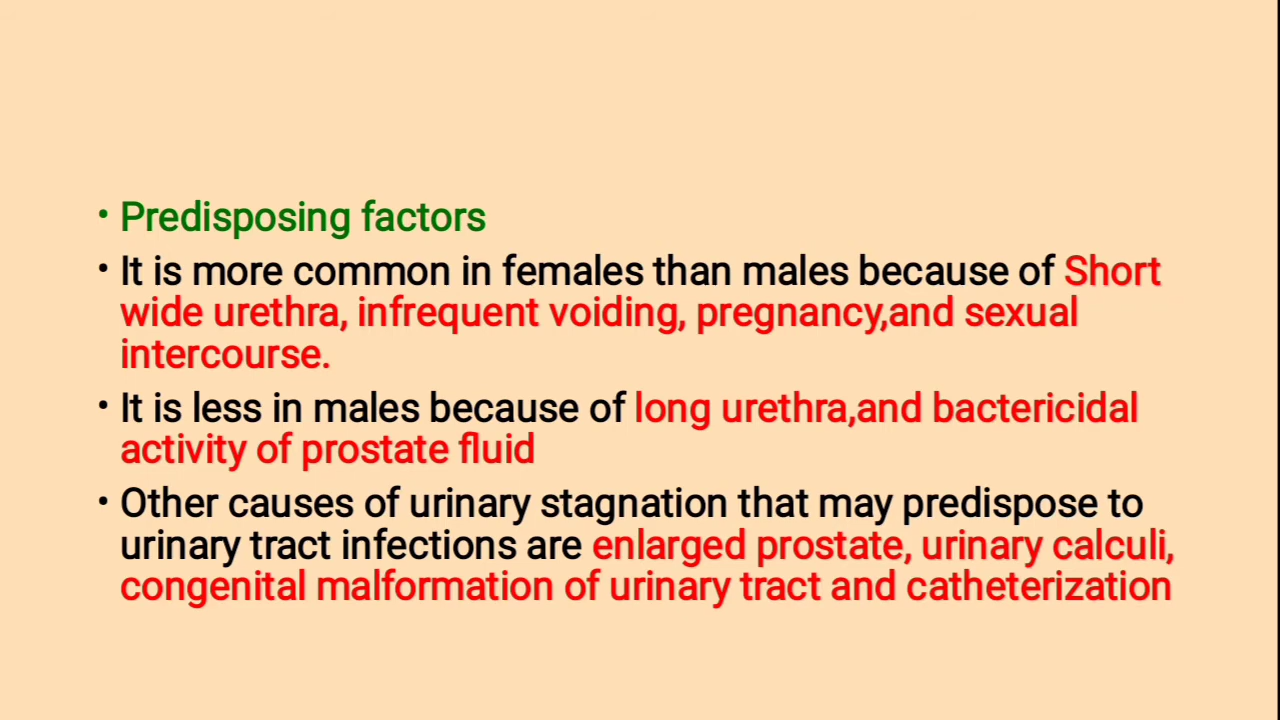 • Predisposing factors
• It is more common in females than males because of Short
wide urethra, infrequent voiding, pregnancy,and sexual
intercourse.
• It is less in males because of long urethra,and bactericidal
activity of prostate fluid
• Other causes of urinary stagnation that may predispose to
urinary tract infections are enlarged prostate, urinary calculi,
congenital malformation of urinary tract and catheterization